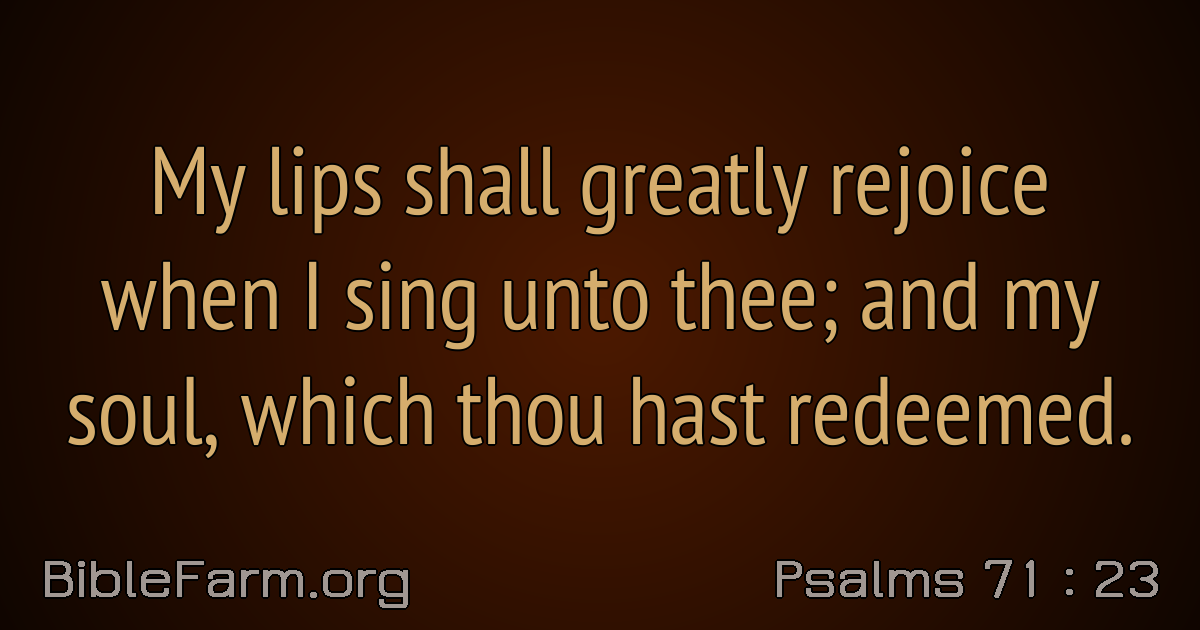 My lips shall greatly rejoice
when I sing unto thee; and my
soul, which thou hast redeemed.
BibleFarm.org
Psalms 71 : 23